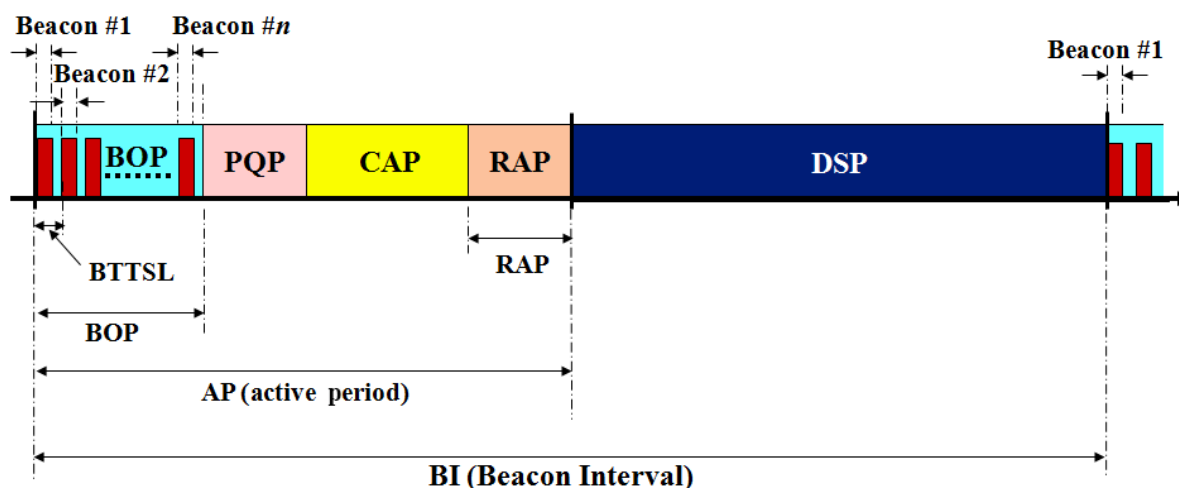 Beacon #1
Beacon #n
Beacon #1
Beacon #2
BOP
PQP
CAP
RAP
DSP
RAP
BTTSL
BOP
AP (active period)
BI (Beacon Interval)